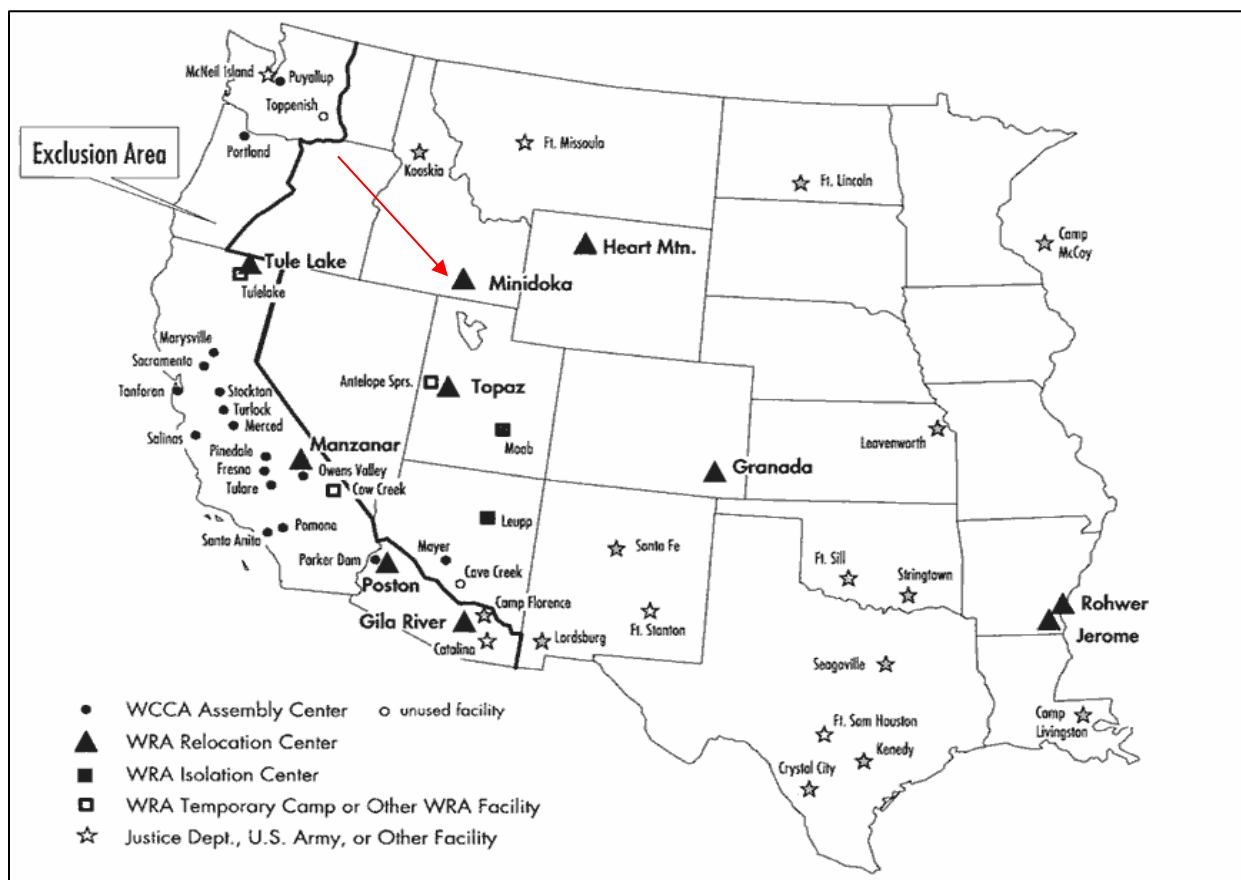 McNeil Island
Puyallup
Toppenish
Portland
Exclusion Area
Kooskia
Ft. Missoula
Ft. Lincoln
Camp
McCoy
Heart Mtn.
Tule Lake
Tulelake
Minidoka
Marysville
Sacramento
Tanforan
Stockton
Turlock
Merced
Salinas
Antelope Sprs.
Topaz
Moab
Manzanar
Pinedale
Fresno
Tulare
Owens Valley
Cow Creek
Leavenworth
Granada
Pomona
Santa Anita
Leupp
Parker Dam
Mayer
Poston
Cave Creek
Santa Fe
Ft. Sill
Stringtown
Camp Florence
Gila River
Catalina
Lordsburg
Ft. Stanton
Rohwer
Jerome
Seagoville
Ft. Sam Houston
Kenedy
Crystal City
Camp
Livingston
WCCA Assembly Center
unused facility
WRA Relocation Center
WRA Isolation Center
WRA Temporary Camp or Other WRA Facility
Justice Dept., U.S. Army, or Other Facility